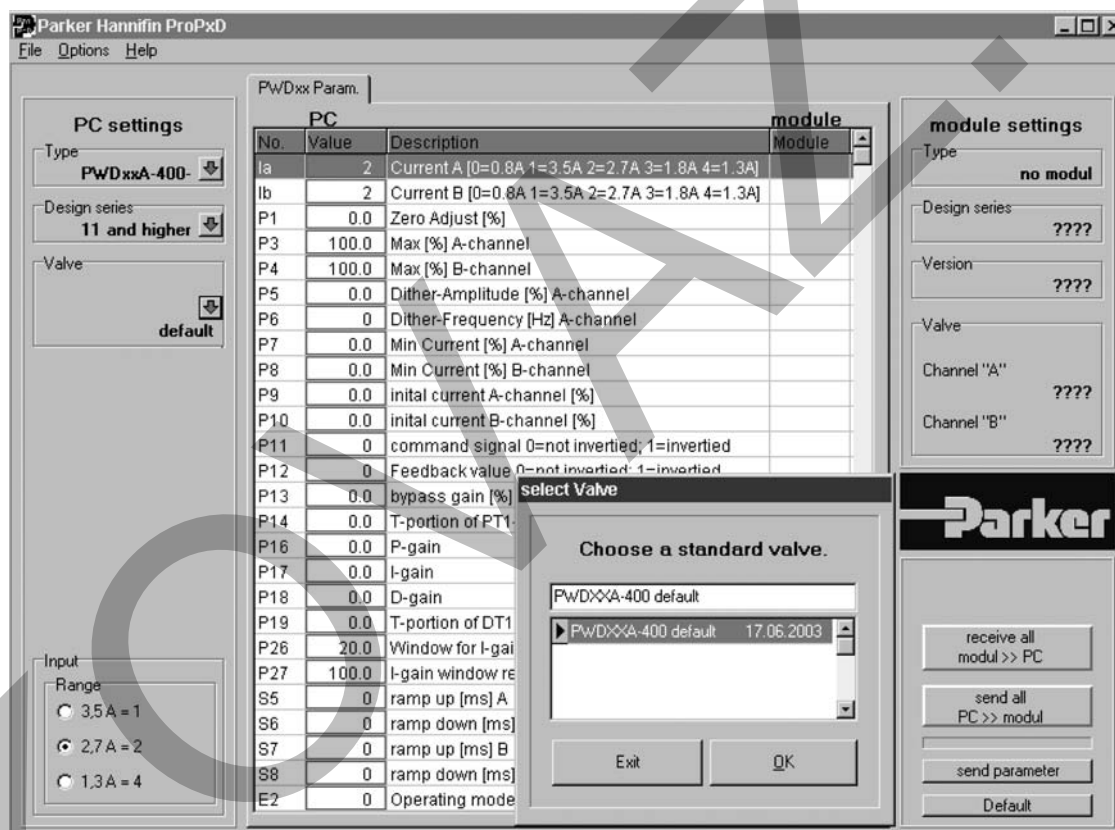 Parker Hannifin ProPxD
File Options Help
PWDxx Param.
PC settings
Type
PWDxxA-400-
Design series
11 and higher
Valve
default
Input
Range
3,5 A = 1
2,7 A = 2
1,3 A = 4
PC module
No. Value Description Module
Ia 2 Current A [0=0.8A 1=3.5A 2=2.7A 3=1.8A 4=1.3A]
Ib 2 Current B [0=0.8A 1=3.5A 2=2.7A 3=1.8A 4=1.3A]
P1 0.0 Zero Adjust [%]
P3 100.0 Max [%] A-channel
P4 100.0 Max [%] B-channel
P5 0.0 Dither-Amplitude [%] A-channel
P6 0 Dither-Frequency [Hz] A-channel
P7 0.0 Min Current [%] A-channel
P8 0.0 Min Current [%] B-channel
P9 0.0 inital current A-channel [%]
P10 0.0 inital current B-channel [%]
P11 0 command signal 0=not invertied; 1=invertied
P12 0 Feedback value 0=not invertied; 1=invertied
P13 0.0 bypass gain [%]
P14 0.0 T-portion of PT1-
P16 0.0 P-gain
P17 0.0 I-gain
P18 0.0 D-gain
P19 0.0 T-portion of DT1
P26 20.0 Window for I-gai
P27 100.0 I-gain window re
S5 0 ramp up [ms] A
S6 0 ramp down [ms]
S7 0 ramp up [ms] B
S8 0 ramp down [ms]
E2 0 Operating mode
select Valve
Choose a standard valve.
PWDXXA-400 default
PWDXXA-400 default 17.06.2003
Exit OK
module settings
Type
no modul
Design series
????
Version
????
Valve
Channel "A"
????
Channel "B"
????
Parker
receive all
modul >> PC
send all
PC >> modul
send parameter
Default